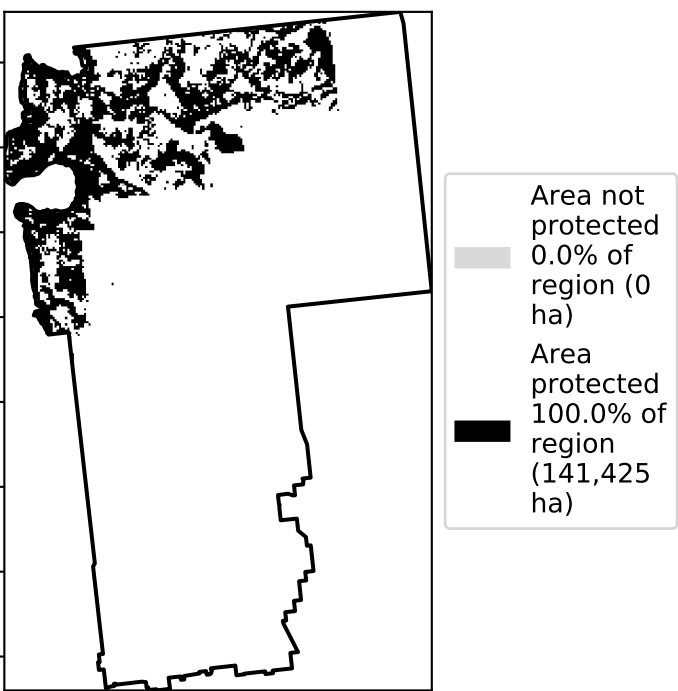 Area not
protected
0.0% of
region (0
ha)
Area
protected
100.0% of
region
(141,425
ha)